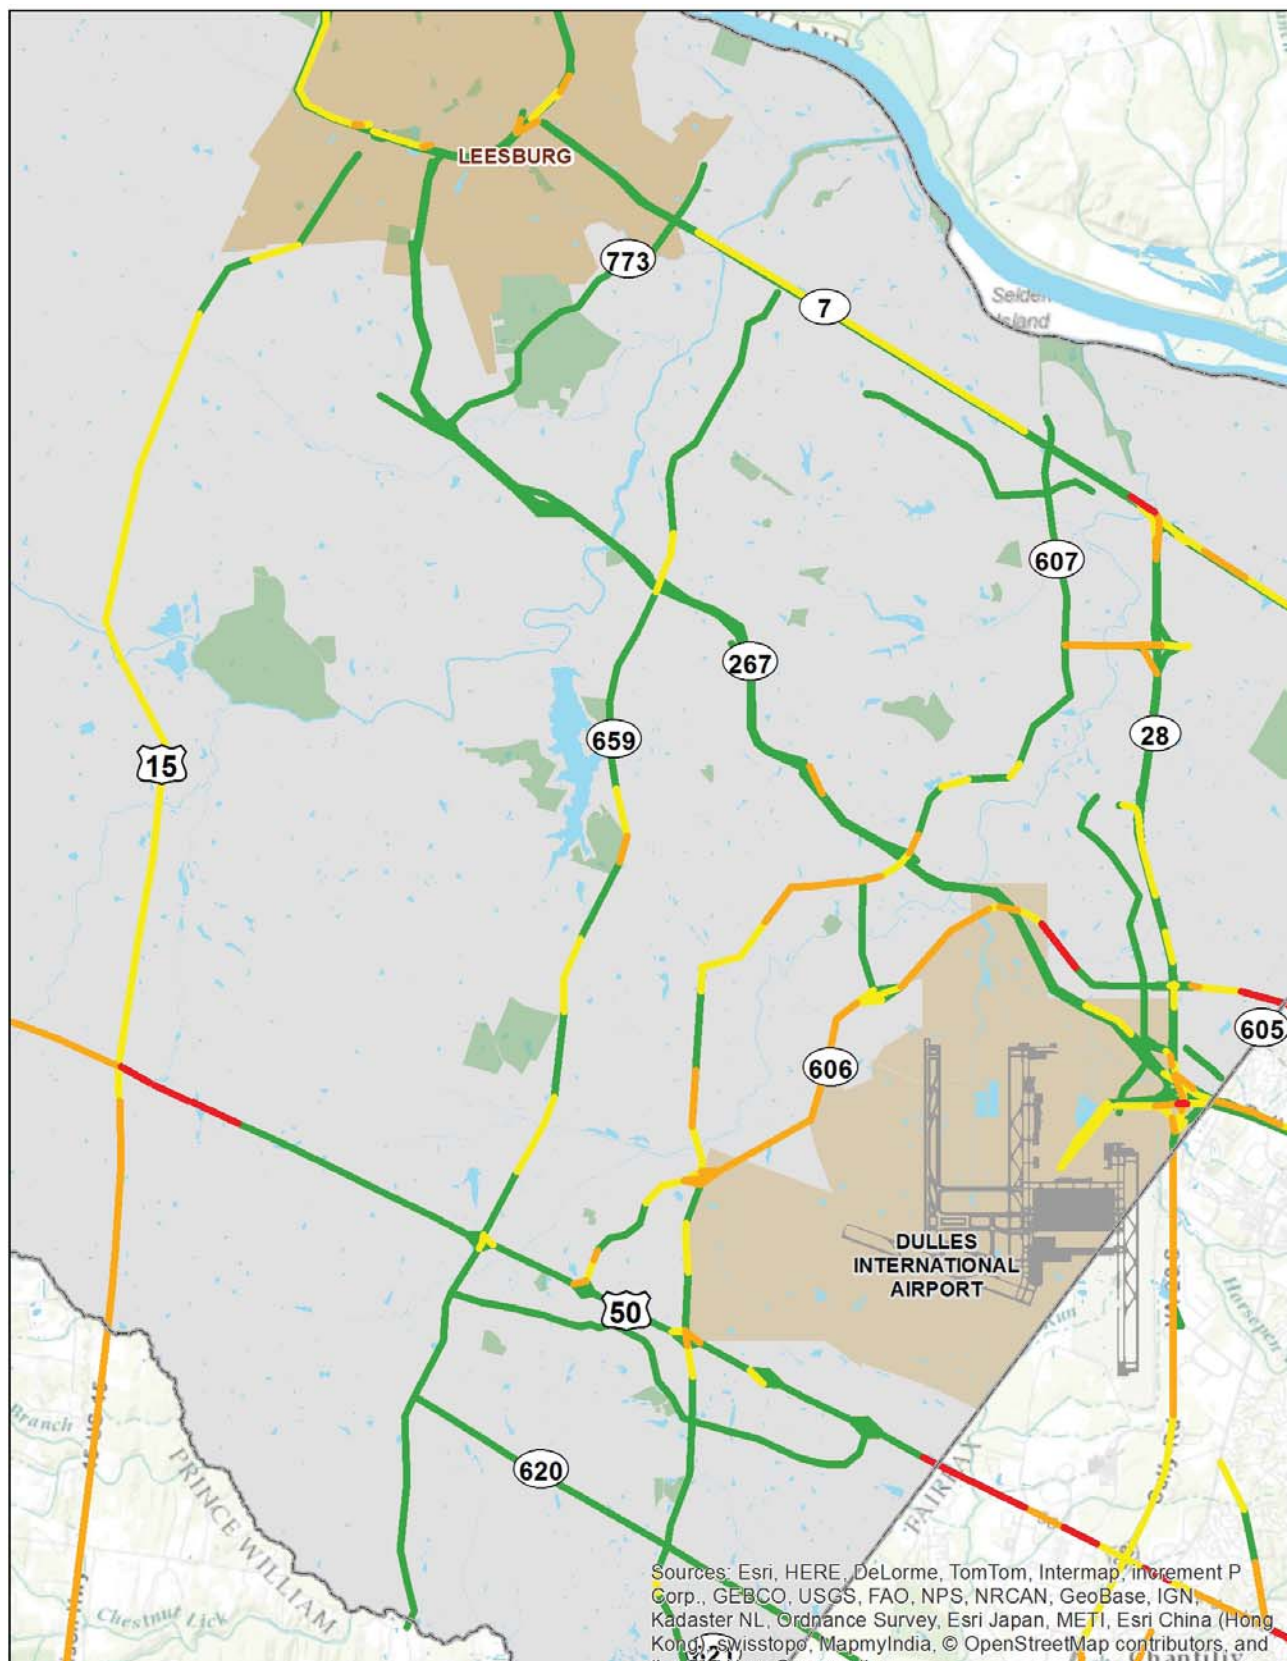 LEESBURG
773
7
Island
607
267
659
28
15
605
606
DULLES
INTERNATIONAL
AIRPORT
50
Branch
620
PRINCE WILLIAM
FAIRFAX
Chestnut Lick
Sources: Esri, HERE, DeLorme, TomTom, Intermap, increment P
Corp., GEBCO, USGS, FAO, NPS, NRCAN, GeoBase, IGN,
Kadaster NL, Ordnance Survey, Esri Japan, METI, Esri China (Hong
Kong), swisstopo, MapmyIndia, © OpenStreetMap contributors, and
621